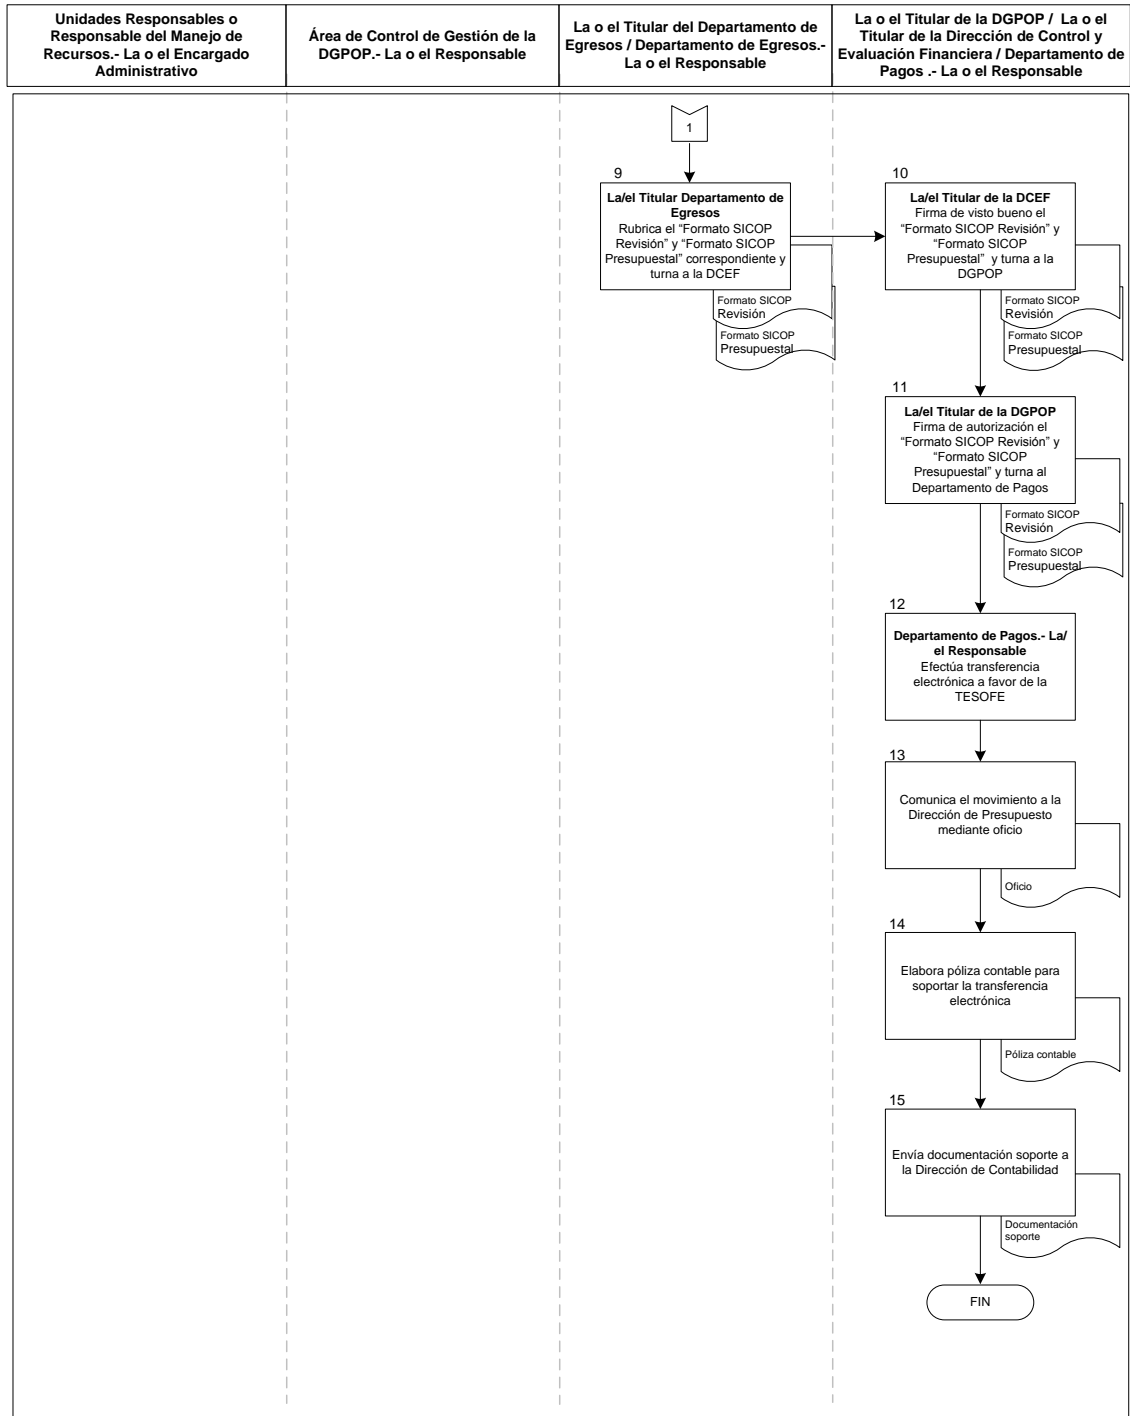 Unidades Responsables o
Responsable del Manejo de
Recursos.- La o el Encargado
Administrativo
Área de Control de Gestión de la
DGPOP.- La o el Responsable
La o el Titular del Departamento de
Egresos / Departamento de Egresos.-
La o el Responsable
La o el Titular de la DGPOP / La o el
Titular de la Dirección de Control y
Evaluación Financiera / Departamento de
Pagos .- La o el Responsable
1
9
La/el Titular Departamento de
Egresos
Rubrica el “Formato SICOP
Revisión” y “Formato SICOP
Presupuestal” correspondiente y
turna a la DCEF
Formato SICOP
Revisión
Formato SICOP
Presupuestal
10
La/el Titular de la DCEF
Firma de visto bueno el
“Formato SICOP Revisión” y
“Formato SICOP
Presupuestal” y turna a la
DGPOP
Formato SICOP
Revisión
Formato SICOP
Presupuestal
11
La/el Titular de la DGPOP
Firma de autorización el
“Formato SICOP Revisión” y
“Formato SICOP
Presupuestal” y turna al
Departamento de Pagos
Formato SICOP
Revisión
Formato SICOP
Presupuestal
12
Departamento de Pagos.- La/
el Responsable
Efectúa transferencia
electrónica a favor de la
TESOFE
13
Comunica el movimiento a la
Dirección de Presupuesto
mediante oficio
Oficio
14
Elabora póliza contable para
soportar la transferencia
electrónica
Póliza contable
15
Envía documentación soporte a
la Dirección de Contabilidad
Documentación
soporte
FIN